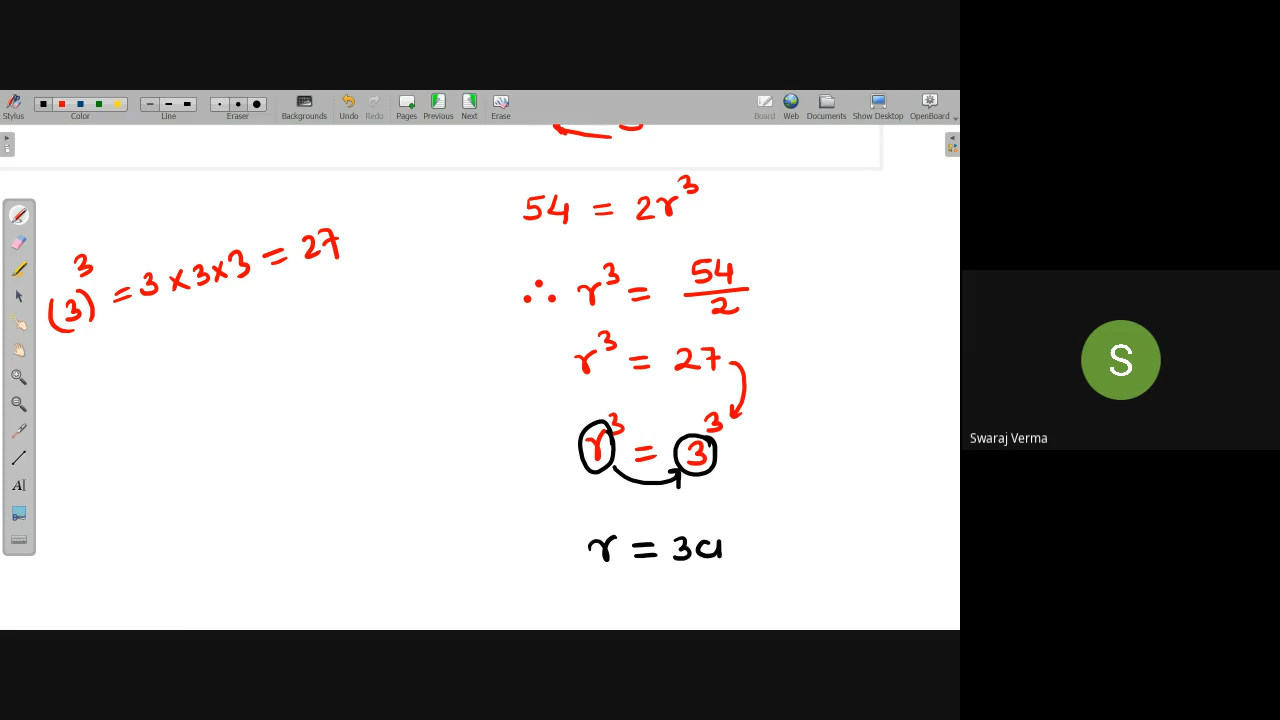 Stylus
Color
Line
Eraser
Backgrounds
Undo
Redo
Pages
Previous
Next
Erase
Board
Web
Documents
Show Desktop
OpenBoard
54 = 2r³
(3)³ = 3 × 3 × 3 = 27
∴ r³ = 54/2
r³ = 27
r³ = 3³
r = 3c
S
Swaraj Verma